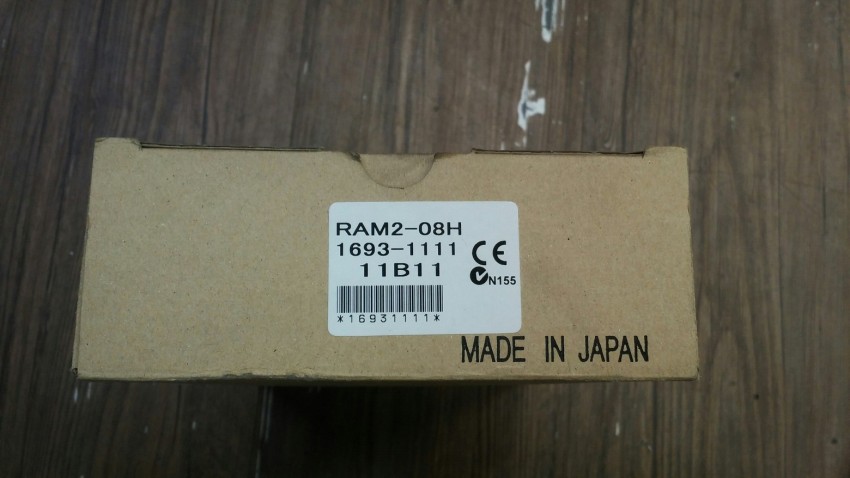 RAM2-08H
1693-1111
11B11
CE
N155
*16931111*
MADE IN JAPAN